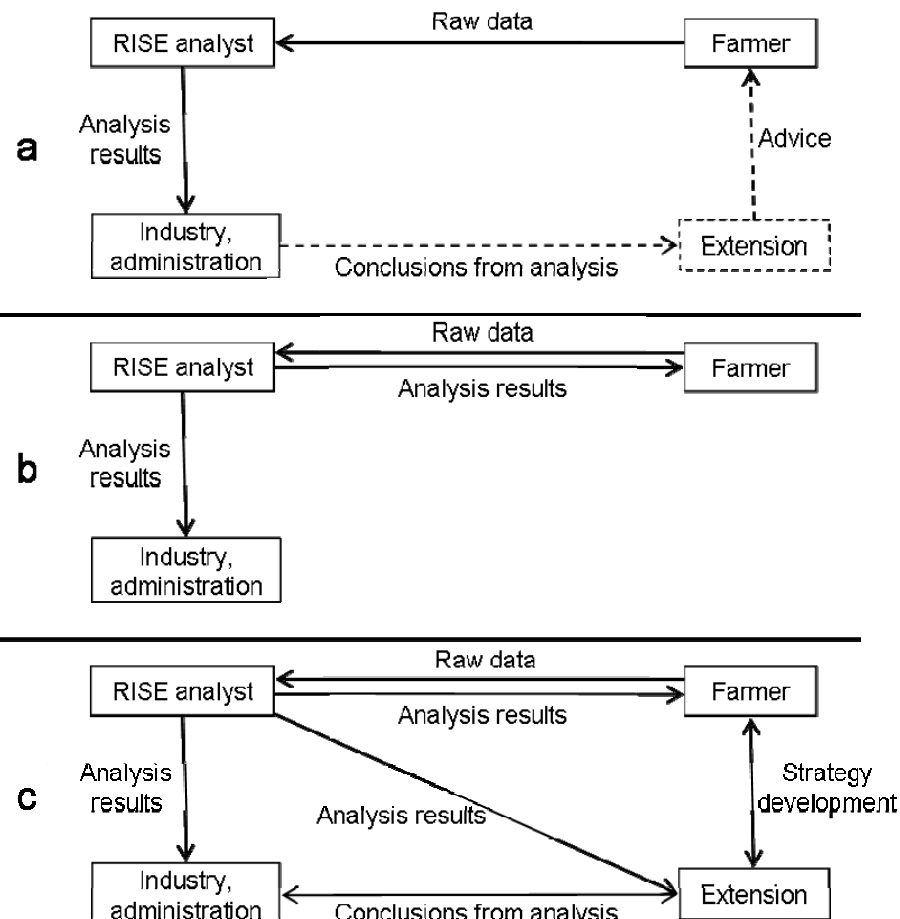 Raw data
RISE analyst
Farmer
Analysis
results
a
Advice
Industry,
administration
Extension
Conclusions from analysis
Raw data
RISE analyst
Farmer
Analysis results
Analysis
results
b
Industry,
administration
Raw data
RISE analyst
Farmer
Analysis results
Analysis
results
c
Strategy
development
Analysis results
Industry,
administration
Extension
Conclusions from analysis